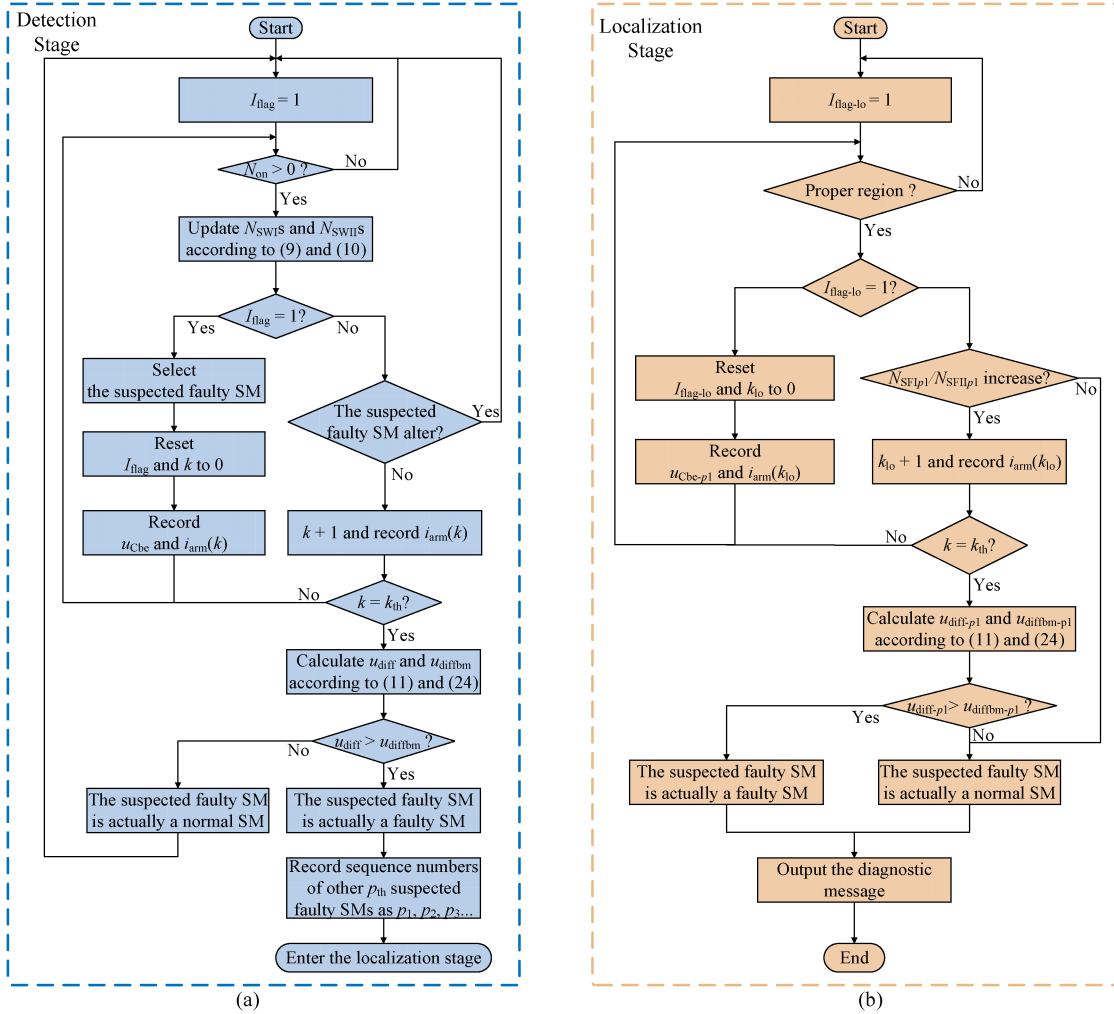 Detection
Stage
Start
I_flag = 1
N_on > 0 ?
No
Yes
Update N_SWIs and N_SWIIs
according to (9) and (10)
I_flag = 1?
Yes
No
Select
the suspected faulty SM
The suspected
faulty SM alter?
Yes
Reset
I_flag and k to 0
No
Record
u_Cbe and i_arm(k)
k + 1 and record i_arm(k)
k = k_th?
No
Yes
Calculate u_diff and u_diffbm
according to (11) and (24)
u_diff > u_diffbm ?
No
Yes
The suspected faulty SM
is actually a normal SM
The suspected faulty SM
is actually a faulty SM
Record sequence numbers
of other p_th suspected
faulty SMs as p_1, p_2, p_3...
Enter the localization stage
(a)
Localization
Stage
Start
I_flag-lo = 1
Proper region ?
No
Yes
I_flag-lo = 1?
Reset
I_flag-lo and k_lo to 0
N_SFIp1/N_SFIIp1 increase?
No
Yes
Record
u_Cbe-p1 and i_arm(k_lo)
k_lo + 1 and record i_arm(k_lo)
k = k_th?
No
Yes
Calculate u_diff-p1 and u_diffbm-p1
according to (11) and (24)
u_diff-p1> u_diffbm-p1 ?
Yes
No
The suspected faulty SM
is actually a faulty SM
The suspected faulty SM
is actually a normal SM
Output the diagnostic
message
End
(b)